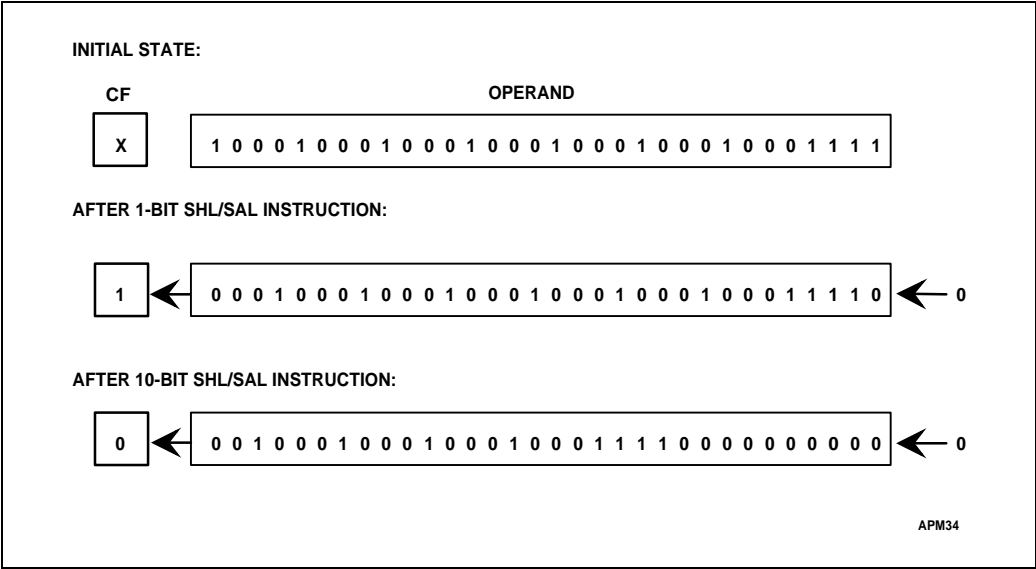 INITIAL STATE:
CF OPERAND
X 1 0 0 0 1 0 0 0 1 0 0 0 1 0 0 0 1 0 0 0 1 0 0 0 1 0 0 0 1 1 1 1
AFTER 1-BIT SHL/SAL INSTRUCTION:
1 0 0 0 1 0 0 0 1 0 0 0 1 0 0 0 1 0 0 0 1 0 0 0 1 0 0 0 1 1 1 1 0 0
AFTER 10-BIT SHL/SAL INSTRUCTION:
0 0 0 1 0 0 0 1 0 0 0 1 0 0 0 1 0 0 0 1 1 1 1 0 0 0 0 0 0 0 0 0 0 0
APM34